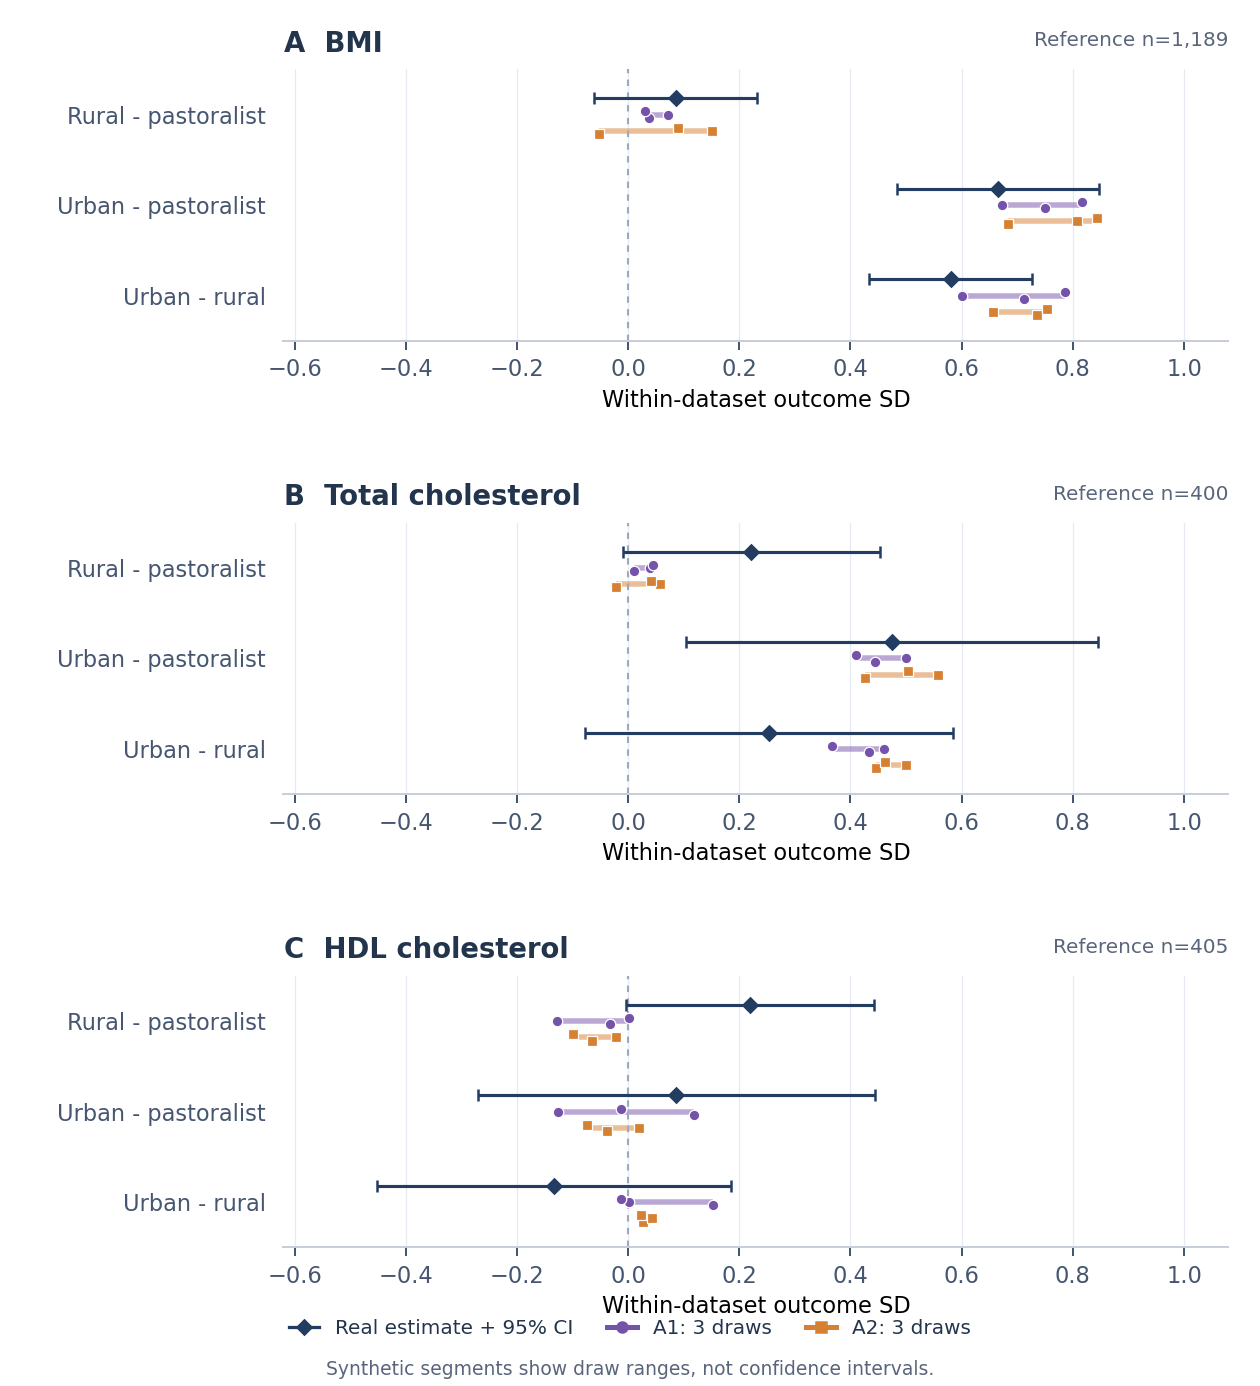 A BMI
Reference n=1,189
Rural - pastoralist
Urban - pastoralist
Urban - rural
−0.6 −0.4 −0.2 0.0 0.2 0.4 0.6 0.8 1.0
Within-dataset outcome SD
B Total cholesterol
Reference n=400
Rural - pastoralist
Urban - pastoralist
Urban - rural
−0.6 −0.4 −0.2 0.0 0.2 0.4 0.6 0.8 1.0
Within-dataset outcome SD
C HDL cholesterol
Reference n=405
Rural - pastoralist
Urban - pastoralist
Urban - rural
−0.6 −0.4 −0.2 0.0 0.2 0.4 0.6 0.8 1.0
Within-dataset outcome SD
Real estimate + 95% CI A1: 3 draws A2: 3 draws
Synthetic segments show draw ranges, not confidence intervals.